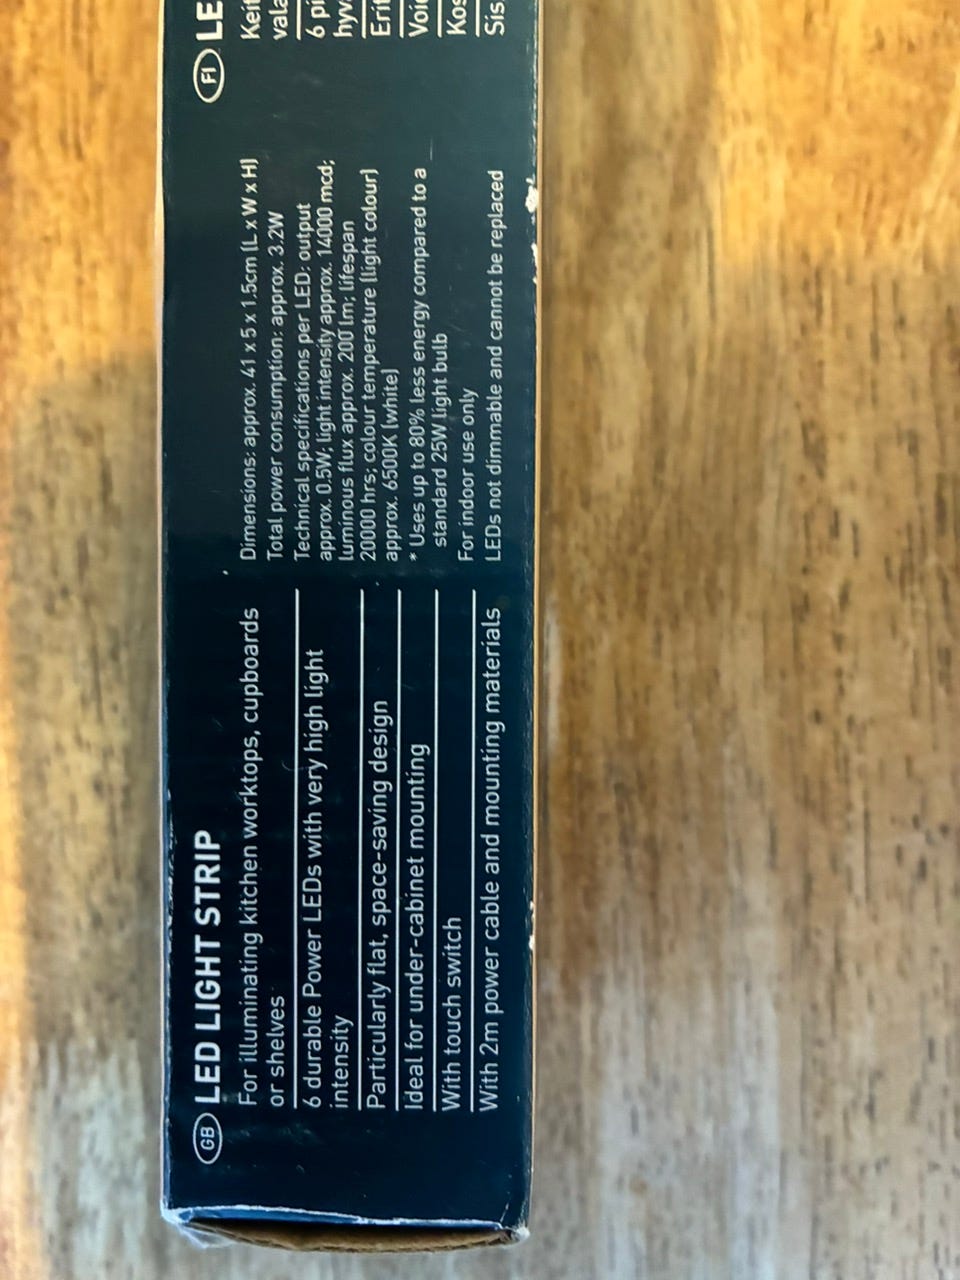 GB LED LIGHT STRIP
For illuminating kitchen worktops, cupboards
or shelves
6 durable Power LEDs with very high light
intensity
Particularly flat, space-saving design
Ideal for under-cabinet mounting
With touch switch
With 2m power cable and mounting materials
Dimensions: approx. 41 x 5 x 1.5cm (L x W x H)
Total power consumption: approx. 3.2W
Technical specifications per LED: output
approx. 0.5W; light intensity approx. 14000 mcd;
luminous flux approx. 200 lm; lifespan
20000 hrs; colour temperature (light colour)
approx. 6500K (white)
* Uses up to 80% less energy compared to a
standard 25W light bulb
For indoor use only
LEDs not dimmable and cannot be replaced
FI LE
Keit
vala
6 pi
hyv
Erit
Voi
Kos
Sis